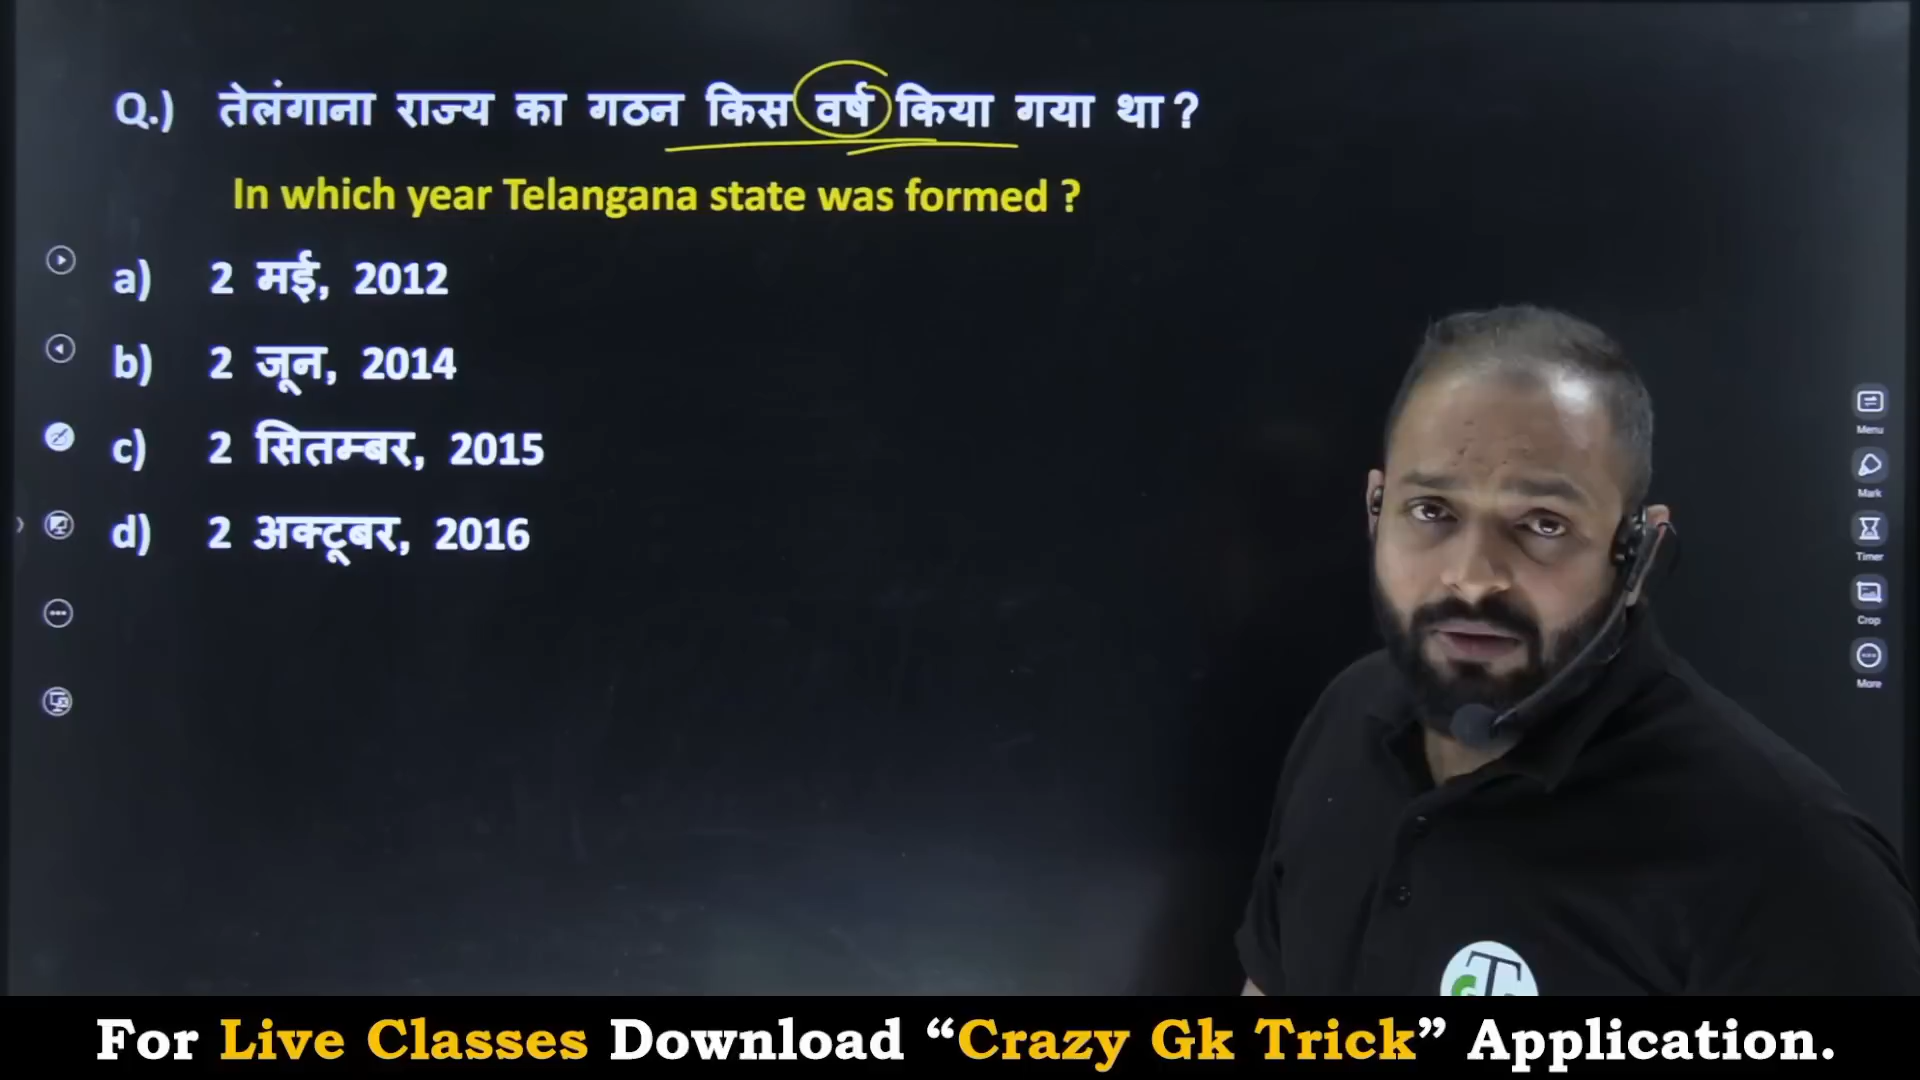 Q.) तेलंगाना राज्य का गठन किस वर्ष किया गया था ?
In which year Telangana state was formed ?
a) 2 मई, 2012
b) 2 जून, 2014
c) 2 सितम्बर, 2015
d) 2 अक्टूबर, 2016
Menu
Mark
Timer
Crop
More
For Live Classes Download “Crazy Gk Trick” Application.